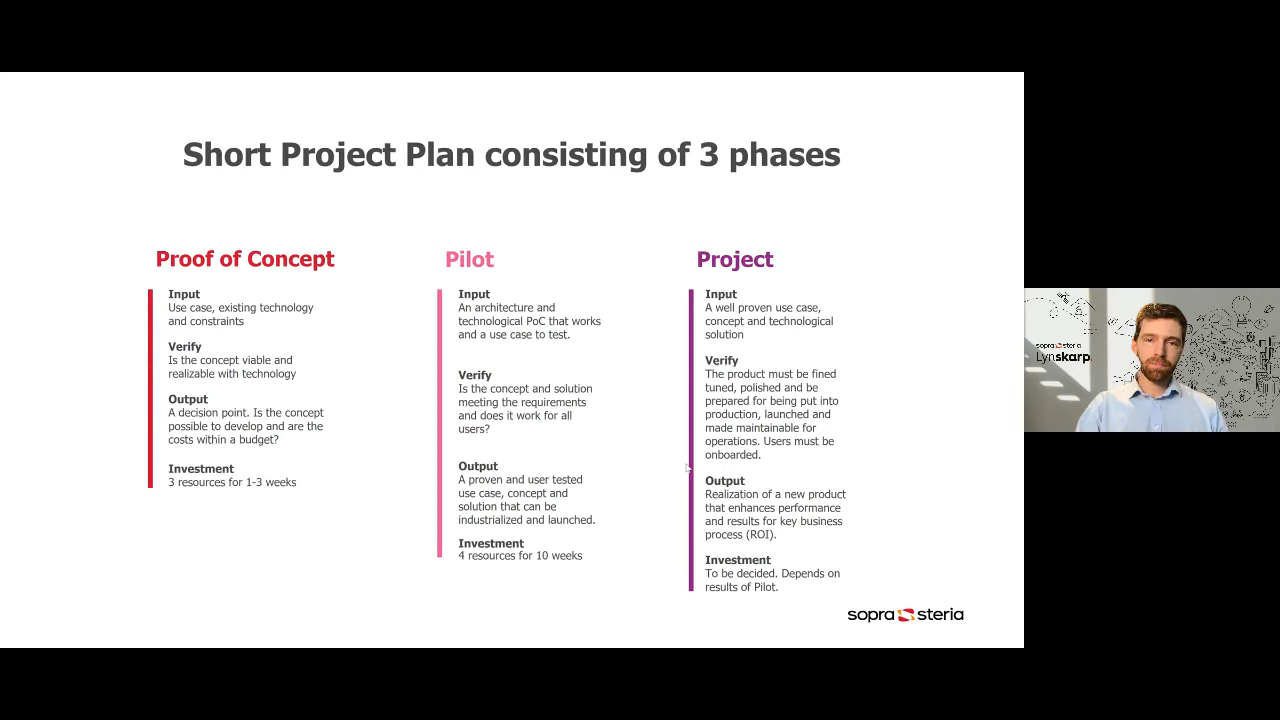 Short Project Plan consisting of 3 phases
Proof of Concept
Input
Use case, existing technology
and constraints
Verify
Is the concept viable and
realizable with technology
Output
A decision point. Is the concept
possible to develop and are the
costs within a budget?
Investment
3 resources for 1-3 weeks
Pilot
Input
An architecture and
technological PoC that works
and a use case to test.
Verify
Is the concept and solution
meeting the requirements
and does it work for all
users?
Output
A proven and user tested
use case, concept and
solution that can be
industrialized and launched.
Investment
4 resources for 10 weeks
Project
Input
A well proven use case,
concept and technological
solution
Verify
The product must be fined
tuned, polished and be
prepared for being put into
production, launched and
made maintainable for
operations. Users must be
onboarded.
Output
Realization of a new product
that enhances performance
and results for key business
process (ROI).
Investment
To be decided. Depends on
results of Pilot.
sopra steria
sopra steria
Lynskarp